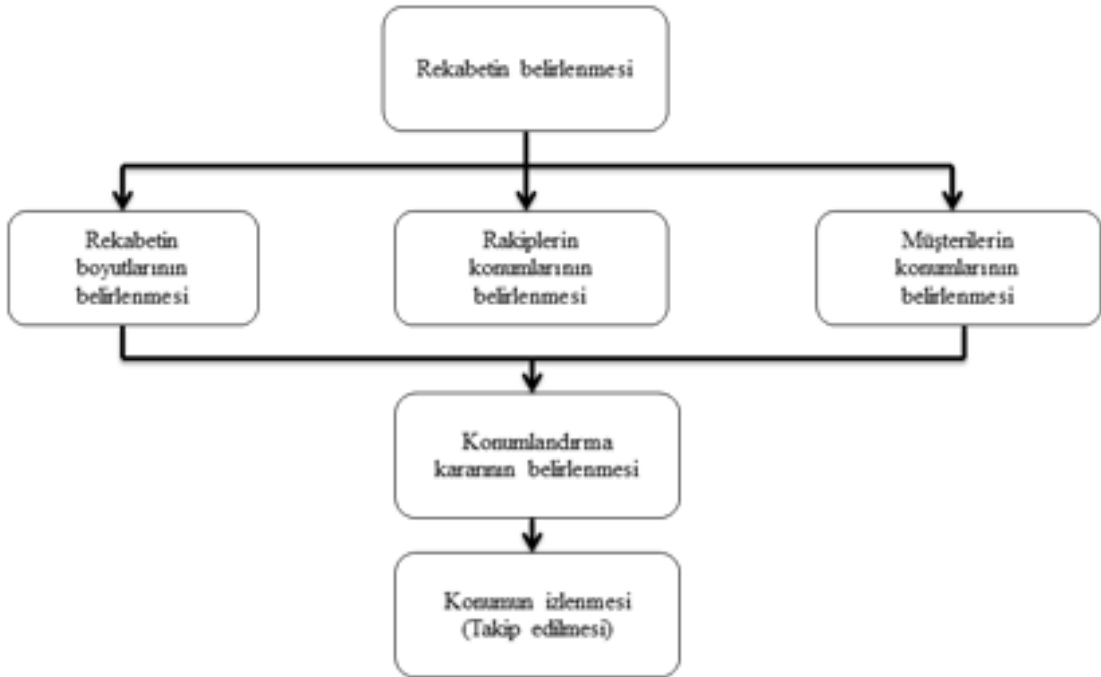 Rekabetin belirlenmesi
Rekabetin
boyutlarının
belirlenmesi
Rakiplerin
konumlarının
belirlenmesi
Müşterilerin
konumlarının
belirlenmesi
Konumlandırma
kararının belirlenmesi
Konumun izlenmesi
(Takip edilmesi)